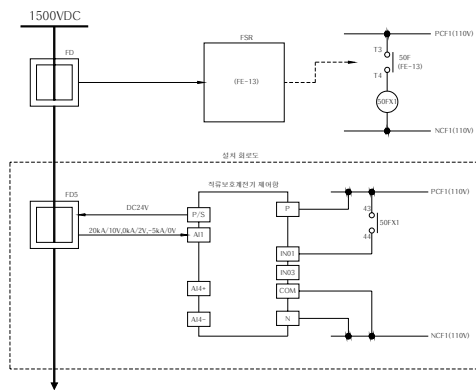 1500VDC
FD
FSR
(FE-13)
PCF1(110V)
T3
50F
(FE-13)
T4
50FX1
NCF1(110V)
설치 회로도
직류보호계전기 제어함
FD5
DC24V
20kA/10V,0kA/2V,-5kA/0V
P/S
AI1
AI4+
AI4-
P
IN01
IN03
COM
N
PCF1(110V)
43
50FX1
44
NCF1(110V)